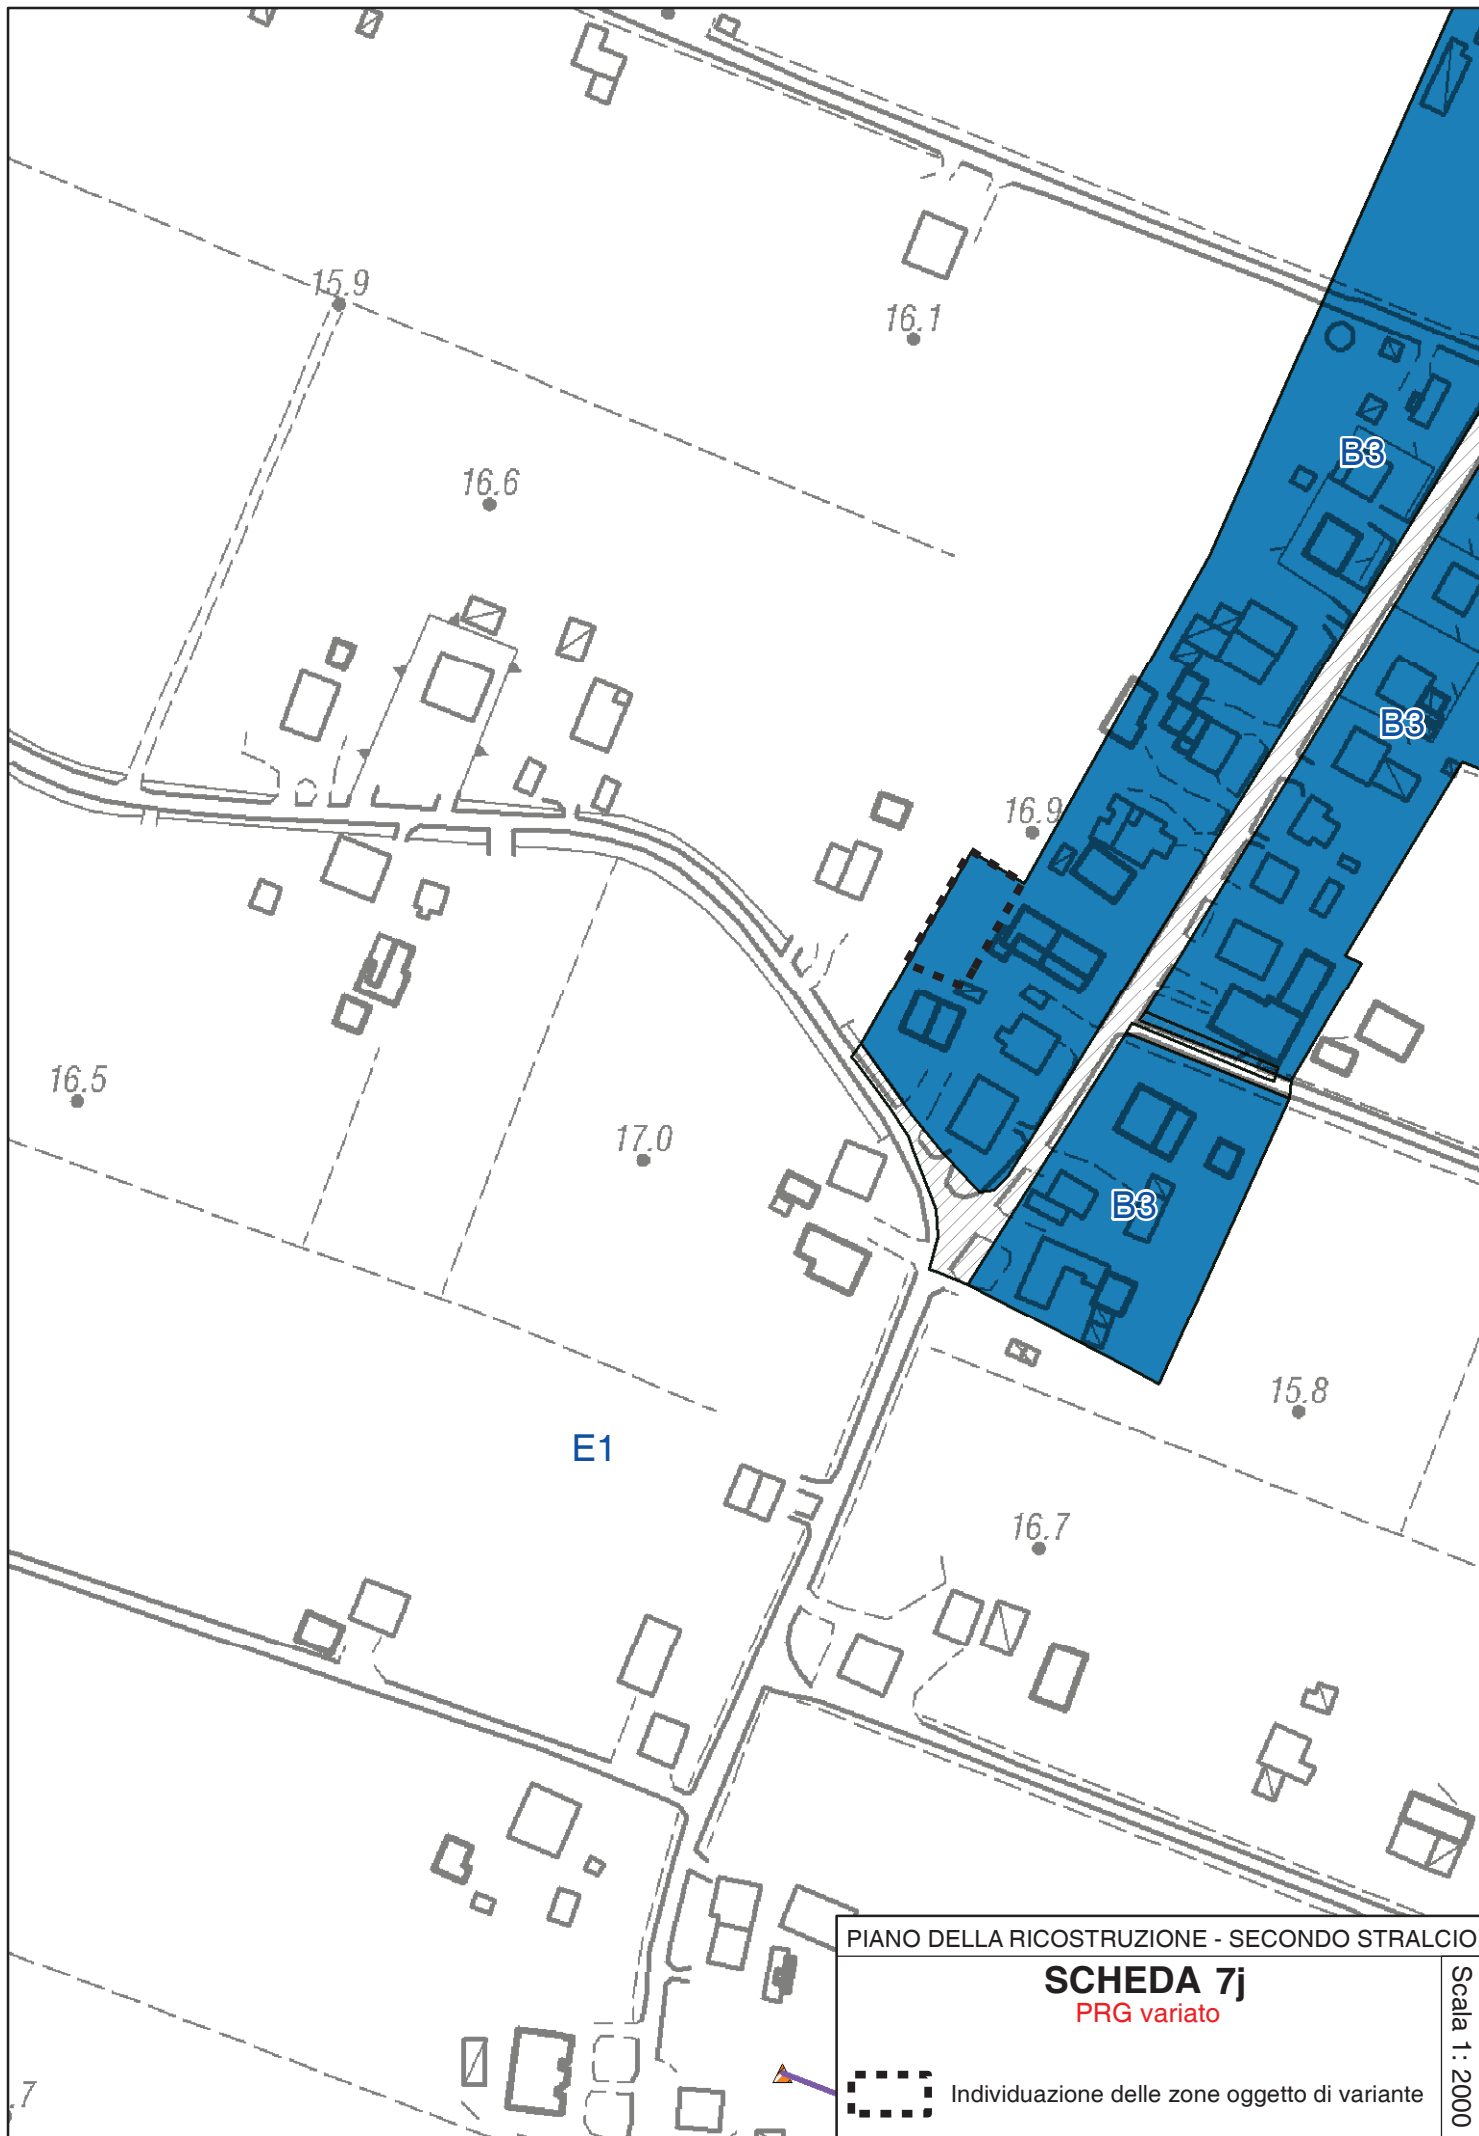 15.9
16.1
B3
16.6
B3
16.9
16.5
17.0
B3
15.8
E1
16.7
PIANO DELLA RICOSTRUZIONE - SECONDO STRALCIO
SCHEDA 7j
PRG variato
Scala 1: 2000
Individuazione delle zone oggetto di variante
.7